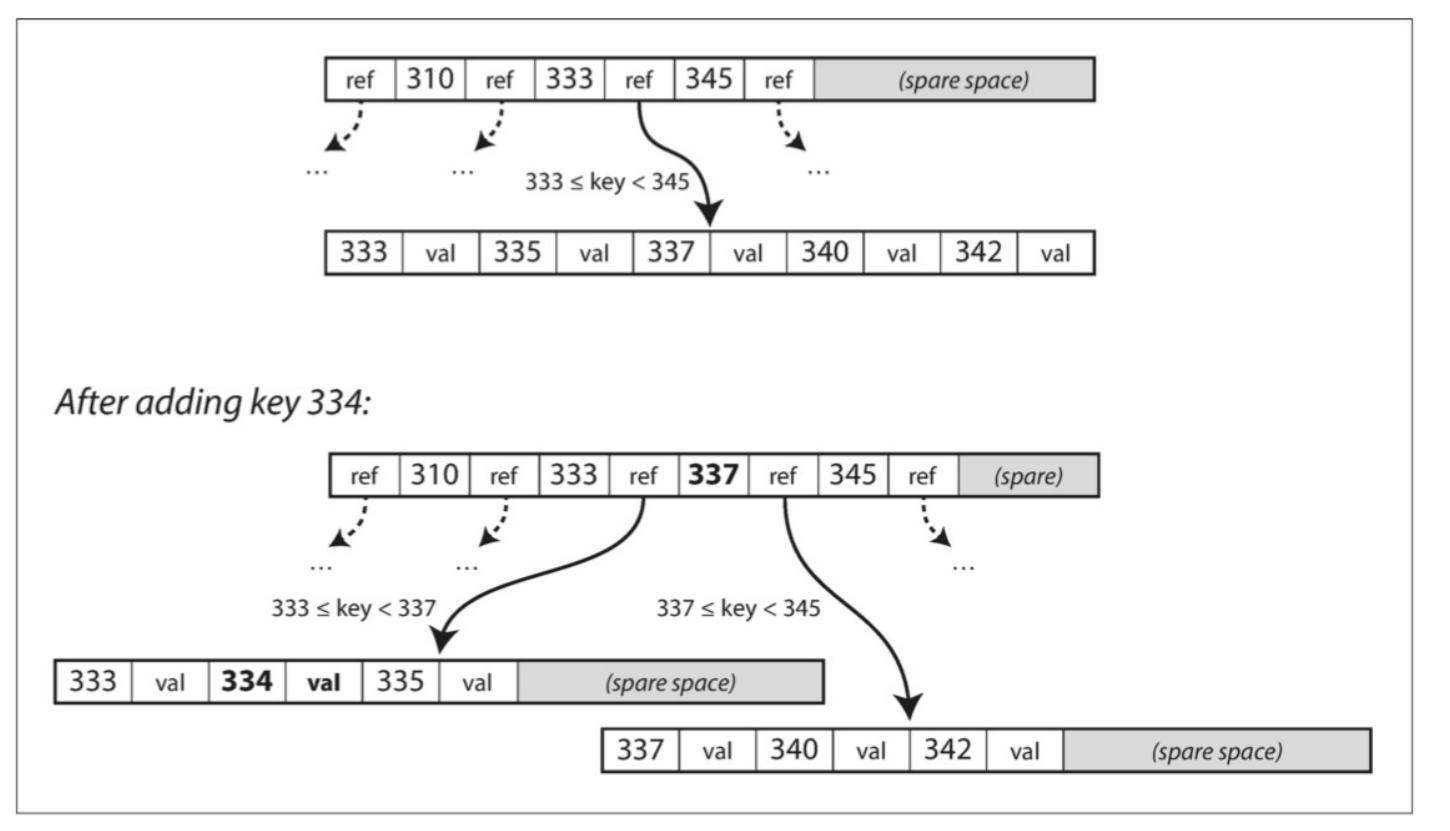 ref 310 ref 333 ref 345 ref (spare space)
... ... ...
333 ≤ key < 345
333 val 335 val 337 val 340 val 342 val
After adding key 334:
ref 310 ref 333 ref 337 ref 345 ref (spare)
... ... ...
333 ≤ key < 337 337 ≤ key < 345
333 val 334 val 335 val (spare space)
337 val 340 val 342 val (spare space)